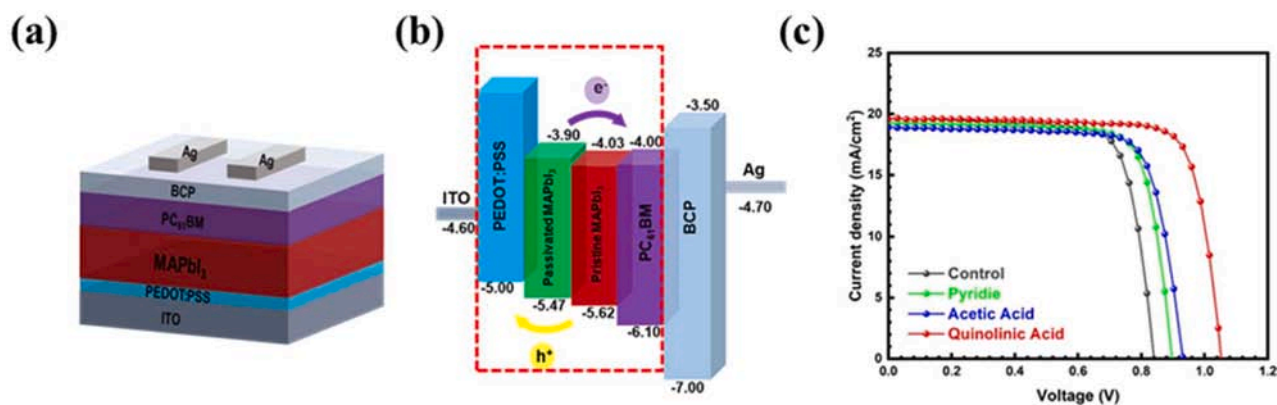 (a)
Ag
Ag
BCP
PC₆₁BM
MAPbI₃
PEDOT:PSS
ITO
(b)
e⁻
-3.50
-3.90
-4.03
-4.00
Ag
ITO
-4.70
-4.60
PEDOT:PSS
Passivated MAPbI₃
Pristine MAPbI₃
PC₆₁BM
BCP
-5.00
-5.47
-5.62
-6.10
h⁺
-7.00
(c)
25
20
15
10
5
0
Current density (mA/cm²)
Control
Pyridie
Acetic Acid
Quinolinic Acid
0.0 0.2 0.4 0.6 0.8 1.0 1.2
Voltage (V)